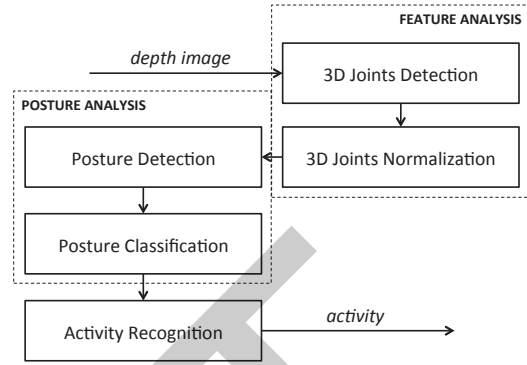 FEATURE ANALYSIS
depth image
3D Joints Detection
POSTURE ANALYSIS
Posture Detection
3D Joints Normalization
Posture Classification
Activity Recognition
activity